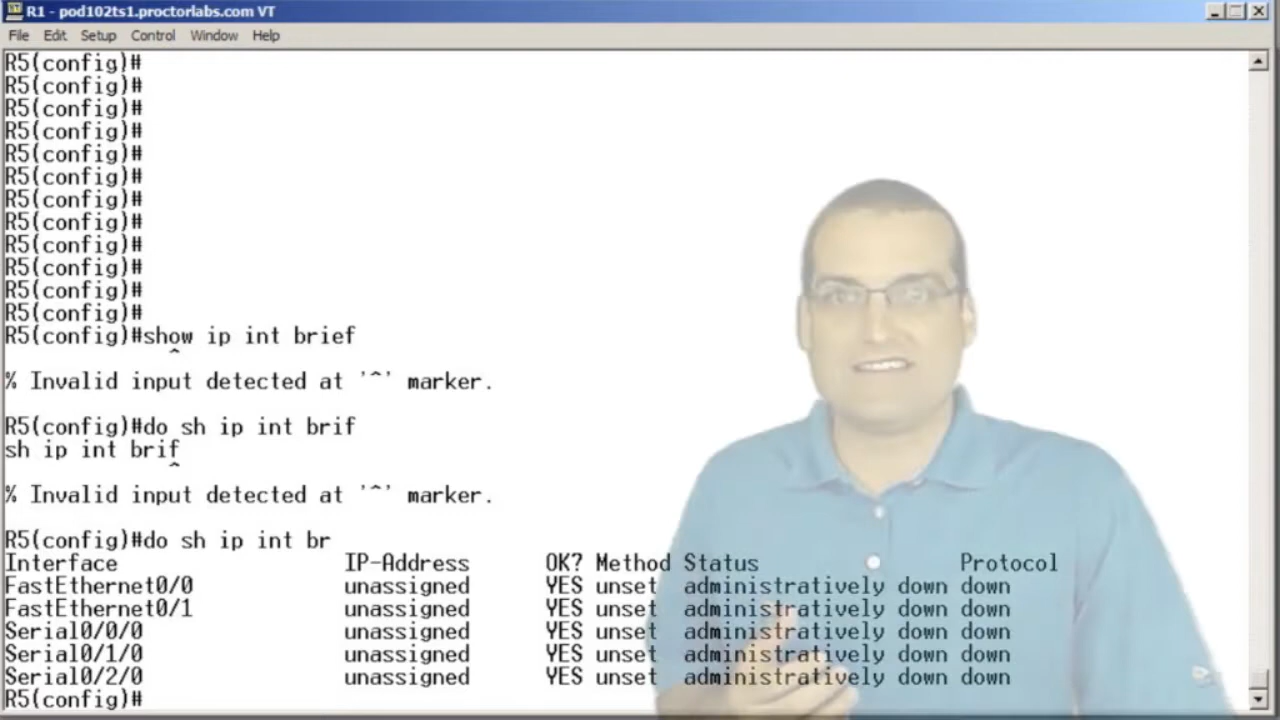 R1 - pod102ts1.proctorlabs.com VT
File Edit Setup Control Window Help
R5(config)#
R5(config)#
R5(config)#
R5(config)#
R5(config)#
R5(config)#
R5(config)#
R5(config)#
R5(config)#
R5(config)#
R5(config)#
R5(config)#
R5(config)#show ip int brief
^
% Invalid input detected at '^' marker.
R5(config)#do sh ip int brif
sh ip int brif
^
% Invalid input detected at '^' marker.
R5(config)#do sh ip int br
Interface IP-Address OK? Method Status Protocol
FastEthernet0/0 unassigned YES unset administratively down down
FastEthernet0/1 unassigned YES unset administratively down down
Serial0/0/0 unassigned YES unset administratively down down
Serial0/1/0 unassigned YES unset administratively down down
Serial0/2/0 unassigned YES unset administratively down down
R5(config)#